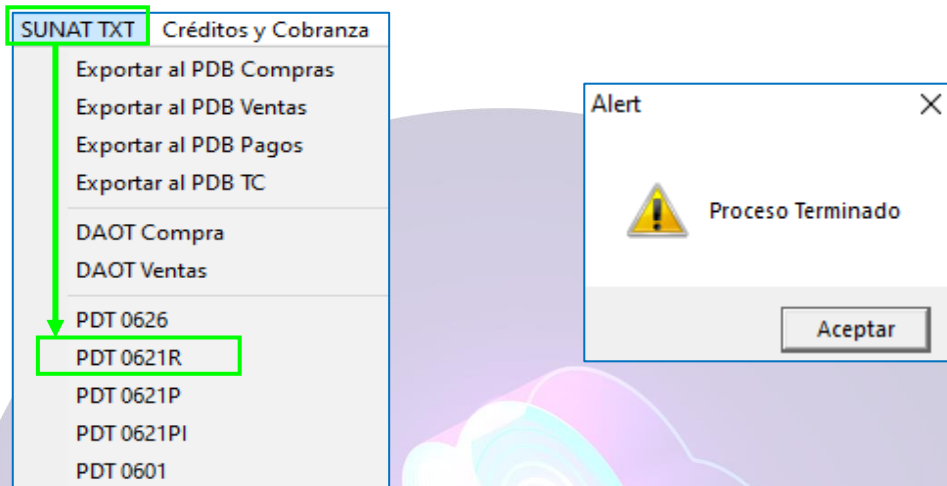 SUNAT TXT Créditos y Cobranza
Exportar al PDB Compras
Exportar al PDB Ventas
Exportar al PDB Pagos
Exportar al PDB TC
DAOT Compra
DAOT Ventas
PDT 0626
PDT 0621R
PDT 0621P
PDT 0621PI
PDT 0601
Alert
Proceso Terminado
Aceptar